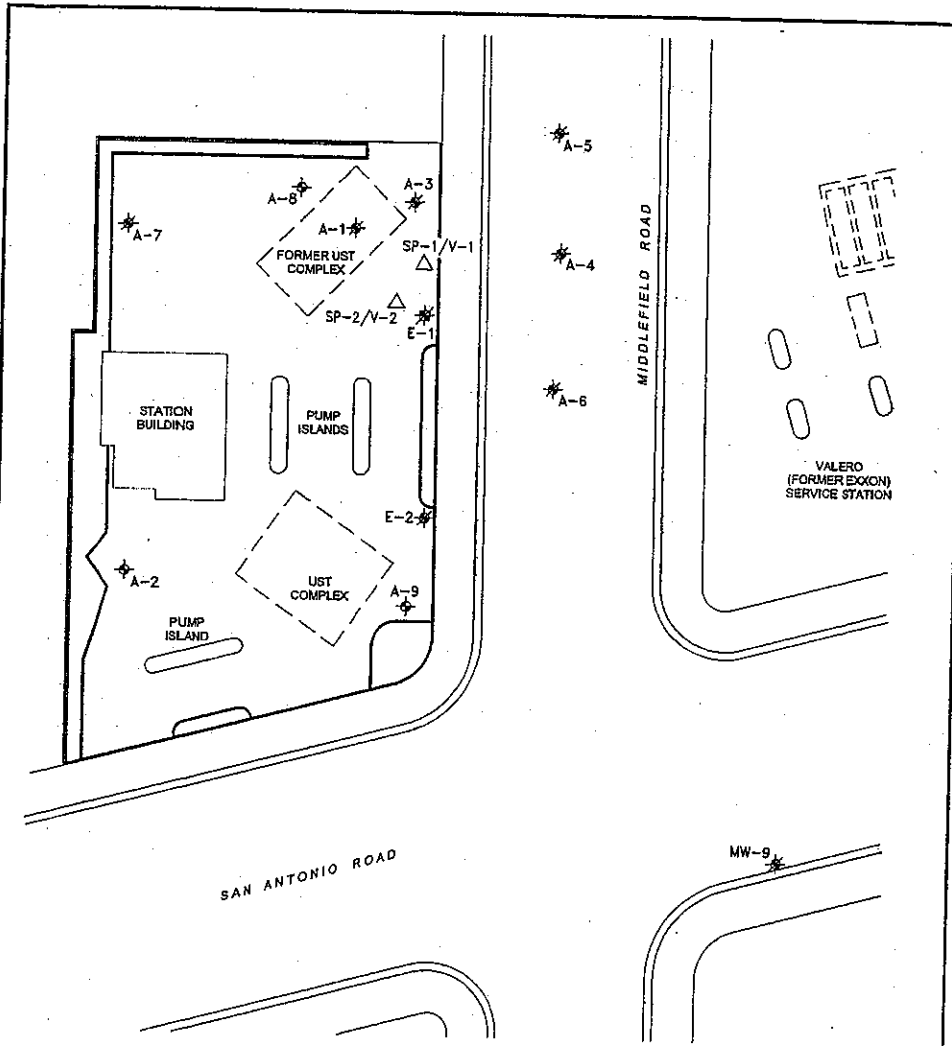 A-5
A-8
A-3
A-7
A-1
FORMER UST
COMPLEX
SP-1/V-1
A-4
SP-2/V-2
E-1
MIDDLEFIELD ROAD
A-6
STATION
BUILDING
PUMP
ISLANDS
VALERO
(FORMER EXXON)
SERVICE STATION
E-2
A-2
UST
COMPLEX
A-9
PUMP
ISLAND
MW-9
SAN ANTONIO ROAD